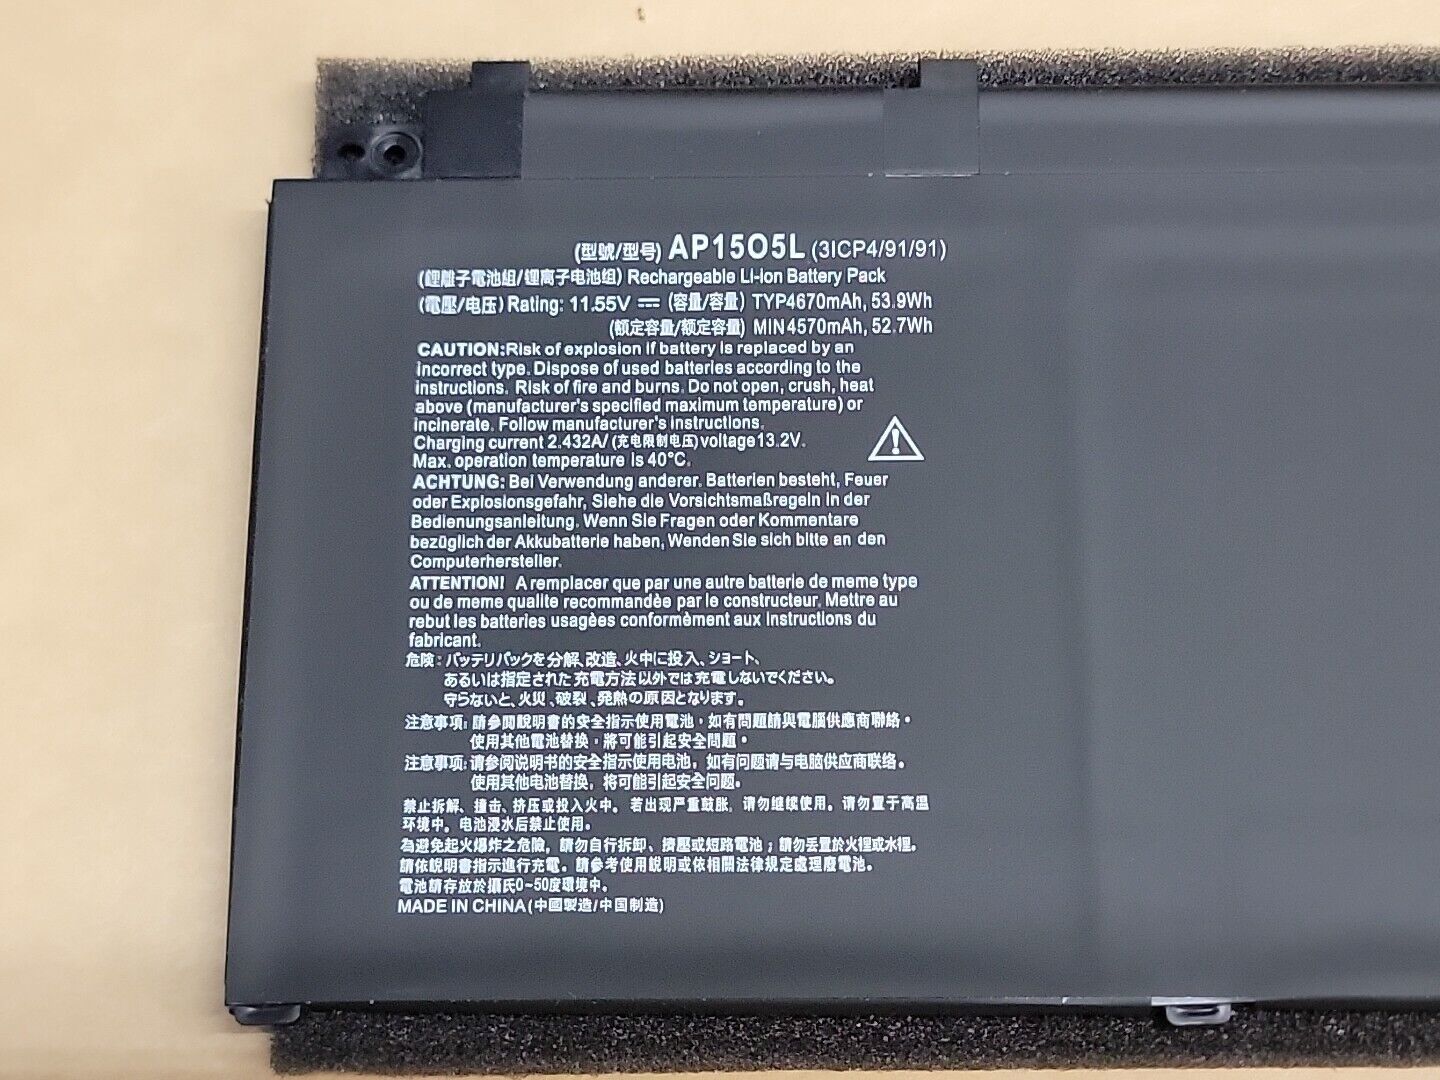 (型號/型号) AP15O5L (3ICP4/91/91)
(鋰離子電池組/锂离子电池组) Rechargeable Li-ion Battery Pack
(電壓/电压) Rating: 11.55V ⎓ (容量/容量) TYP4670mAh, 53.9Wh
(额定容量/额定容量) MIN4570mAh, 52.7Wh
CAUTION:Risk of explosion if battery is replaced by an
incorrect type. Dispose of used batteries according to the
instructions. Risk of fire and burns. Do not open, crush, heat
above (manufacturer's specified maximum temperature) or
incinerate. Follow manufacturer's instructions.
Charging current 2.432A/ (充电限制电压)voltage13.2V.
Max. operation temperature is 40°C.
ACHTUNG: Bei Verwendung anderer. Batterien besteht, Feuer
oder Explosionsgefahr, Siehe die Vorsichtsmaßregeln in der
Bedienungsanleitung. Wenn Sie Fragen oder Kommentare
bezüglich der Akkubatterie haben, Wenden Sie sich bitte an den
Computerhersteller.
ATTENTION! A remplacer que par une autre batterie de meme type
ou de meme qualite recommandèe par le constructeur. Mettre au
rebut les batteries usagèes conformèment aux instructions du
fabricant.
危険：バッテリパックを分解、改造、火中に投入、ショート、
あるいは指定された充電方法以外では充電しないでください。
守らないと、火災、破裂、発熱の原因となります。
注意事項：請參閱說明書的安全指示使用電池，如有問題請與電腦供應商聯絡。
使用其他電池替換，將可能引起安全問題。
注意事项：请参阅说明书的安全指示使用电池，如有问题请与电脑供应商联络。
使用其他电池替换，将可能引起安全问题。
禁止拆解、撞击、挤压或投入火中。若出现严重鼓胀，请勿继续使用。请勿置于高温
环境中。电池浸水后禁止使用。
為避免起火爆炸之危險，請勿自行拆卸、擠壓或短路電池；請勿丟置於火裡或水裡。
請依說明書指示進行充電。請參考使用說明或依相關法律規定處理廢電池。
電池請存放於攝氏0~50度環境中。
MADE IN CHINA(中國製造/中国制造)